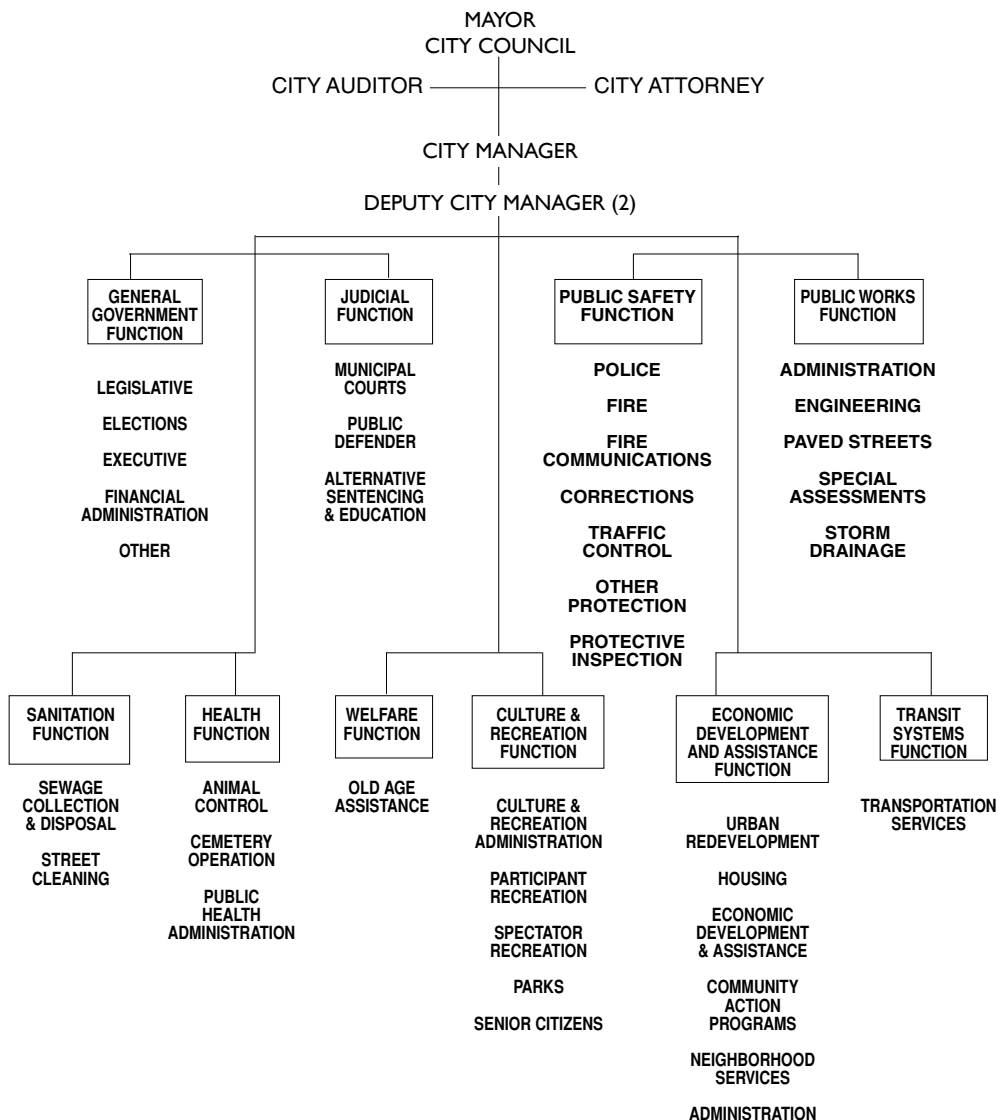 MAYOR
CITY COUNCIL
CITY AUDITOR
CITY ATTORNEY
CITY MANAGER
DEPUTY CITY MANAGER (2)
GENERAL
GOVERNMENT
FUNCTION
LEGISLATIVE
ELECTIONS
EXECUTIVE
FINANCIAL
ADMINISTRATION
OTHER
JUDICIAL
FUNCTION
MUNICIPAL
COURTS
PUBLIC
DEFENDER
ALTERNATIVE
SENTENCING
& EDUCATION
PUBLIC SAFETY
FUNCTION
POLICE
FIRE
FIRE
COMMUNICATIONS
CORRECTIONS
TRAFFIC
CONTROL
OTHER
PROTECTION
PROTECTIVE
INSPECTION
PUBLIC WORKS
FUNCTION
ADMINISTRATION
ENGINEERING
PAVED STREETS
SPECIAL
ASSESSMENTS
STORM
DRAINAGE
SANITATION
FUNCTION
SEWAGE
COLLECTION
& DISPOSAL
STREET
CLEANING
HEALTH
FUNCTION
ANIMAL
CONTROL
CEMETERY
OPERATION
PUBLIC
HEALTH
ADMINISTRATION
WELFARE
FUNCTION
OLD AGE
ASSISTANCE
CULTURE &
RECREATION
FUNCTION
CULTURE &
RECREATION
ADMINISTRATION
PARTICIPANT
RECREATION
SPECTATOR
RECREATION
PARKS
SENIOR CITIZENS
ECONOMIC
DEVELOPMENT
AND ASSISTANCE
FUNCTION
URBAN
REDEVELOPMENT
HOUSING
ECONOMIC
DEVELOPMENT
& ASSISTANCE
COMMUNITY
ACTION
PROGRAMS
NEIGHBORHOOD
SERVICES
ADMINISTRATION
TRANSIT
SYSTEMS
FUNCTION
TRANSPORTATION
SERVICES